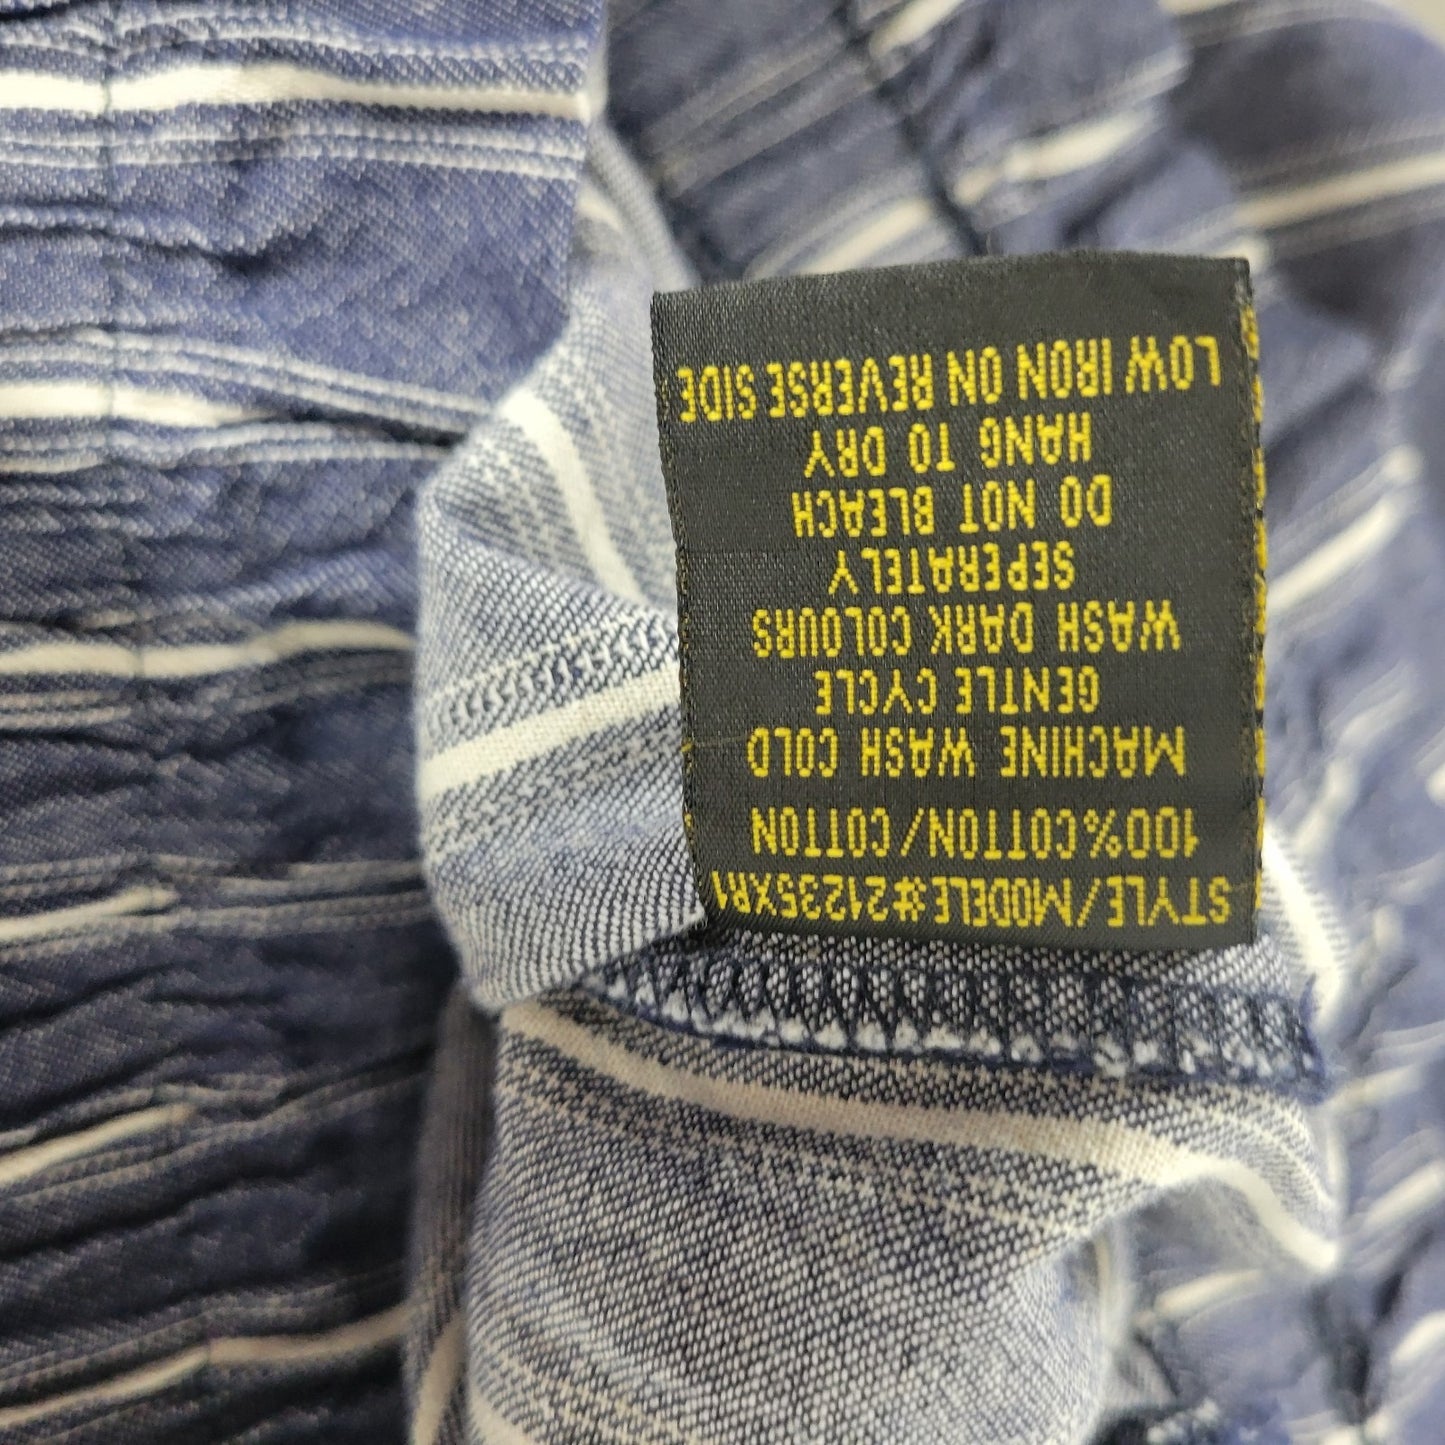 STYLE/MODELE#21235XR1
100%COTTON/COTTON
MACHINE WASH COLD
GENTLE CYCLE
WASH DARK COLOURS
SEPERATELY
DO NOT BLEACH
HANG TO DRY
LOW IRON ON REVERSE SIDE